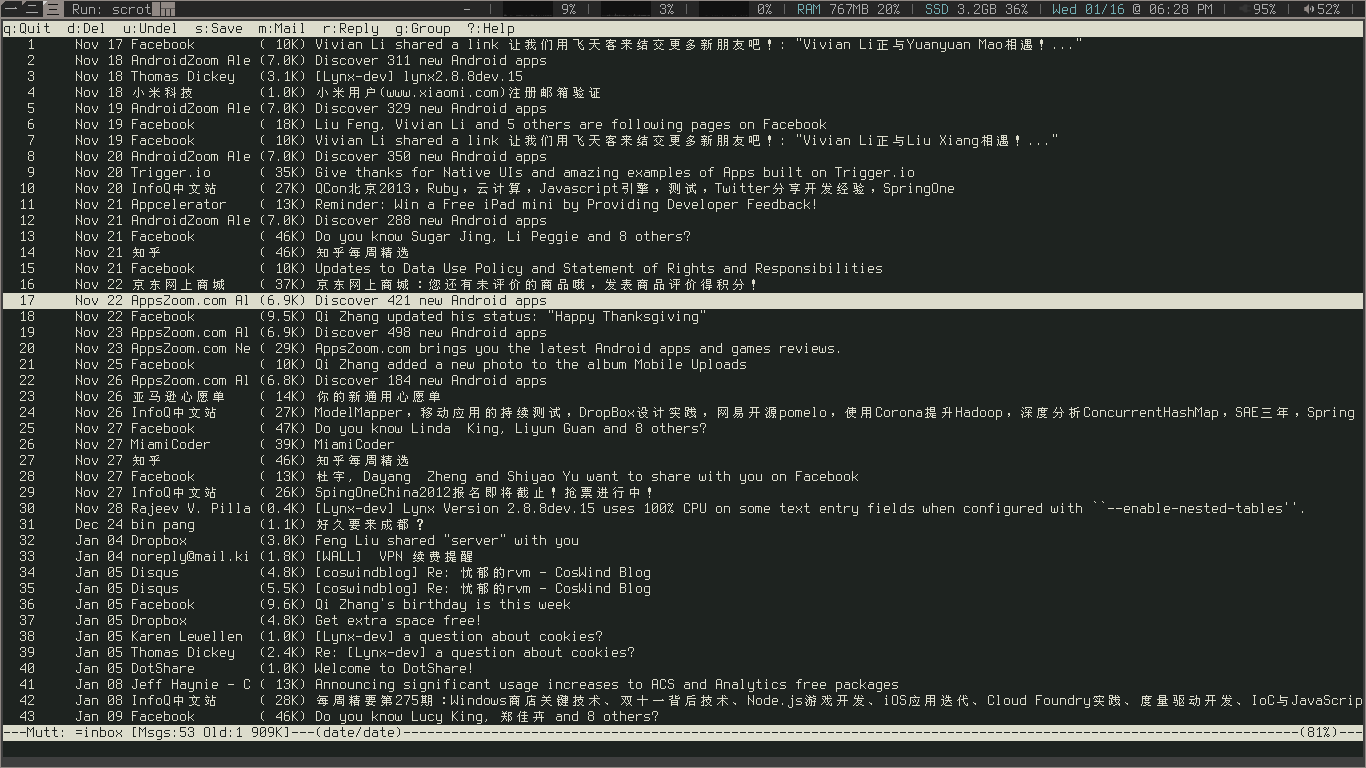 一 二 三 Run: scrot - | 9% | 3% | 0% | RAM 767MB 20% | SSD 3.2GB 36% | Wed 01/16 @ 06:28 PM | 95% | 52%
q:Quit d:Del u:Undel s:Save m:Mail r:Reply g:Group ?:Help
1 Nov 17 Facebook ( 10K) Vivian Li shared a link 让我们用飞天客来结交更多新朋友吧！: "Vivian Li正与Yuanyuan Mao相遇！..."
2 Nov 18 AndroidZoom Ale (7.0K) Discover 311 new Android apps
3 Nov 18 Thomas Dickey (3.1K) [Lynx-dev] lynx2.8.8dev.15
4 Nov 18 小米科技 (1.0K) 小米用户(www.xiaomi.com)注册邮箱验证
5 Nov 19 AndroidZoom Ale (7.0K) Discover 329 new Android apps
6 Nov 19 Facebook ( 18K) Liu Feng, Vivian Li and 5 others are following pages on Facebook
7 Nov 19 Facebook ( 10K) Vivian Li shared a link 让我们用飞天客来结交更多新朋友吧！: "Vivian Li正与Liu Xiang相遇！..."
8 Nov 20 AndroidZoom Ale (7.0K) Discover 350 new Android apps
9 Nov 20 Trigger.io ( 35K) Give thanks for Native UIs and amazing examples of Apps built on Trigger.io
10 Nov 20 InfoQ中文站 ( 27K) QCon北京2013，Ruby，云计算，Javascript引擎，测试，Twitter分享开发经验，SpringOne
11 Nov 21 Appcelerator ( 13K) Reminder: Win a Free iPad mini by Providing Developer Feedback!
12 Nov 21 AndroidZoom Ale (7.0K) Discover 288 new Android apps
13 Nov 21 Facebook ( 46K) Do you know Sugar Jing, Li Peggie and 8 others?
14 Nov 21 知乎 ( 46K) 知乎每周精选
15 Nov 21 Facebook ( 10K) Updates to Data Use Policy and Statement of Rights and Responsibilities
16 Nov 22 京东网上商城 ( 37K) 京东网上商城：您还有未评价的商品哦，发表商品评价得积分！
17 Nov 22 AppsZoom.com Al (6.9K) Discover 421 new Android apps
18 Nov 22 Facebook (9.5K) Qi Zhang updated his status: "Happy Thanksgiving"
19 Nov 23 AppsZoom.com Al (6.9K) Discover 498 new Android apps
20 Nov 23 AppsZoom.com Ne ( 29K) AppsZoom.com brings you the latest Android apps and games reviews.
21 Nov 25 Facebook ( 10K) Qi Zhang added a new photo to the album Mobile Uploads
22 Nov 26 AppsZoom.com Al (6.8K) Discover 184 new Android apps
23 Nov 26 亚马逊心愿单 ( 14K) 你的新通用心愿单
24 Nov 26 InfoQ中文站 ( 27K) ModelMapper，移动应用的持续测试，DropBox设计实践，网易开源pomelo，使用Corona提升Hadoop，深度分析ConcurrentHashMap，SAE三年，Spring
25 Nov 27 Facebook ( 47K) Do you know Linda  King, Liyun Guan and 8 others?
26 Nov 27 MiamiCoder ( 39K) MiamiCoder
27 Nov 27 知乎 ( 46K) 知乎每周精选
28 Nov 27 Facebook ( 13K) 杜宇, Dayang  Zheng and Shiyao Yu want to share with you on Facebook
29 Nov 27 InfoQ中文站 ( 26K) SpingOneChina2012报名即将截止！抢票进行中！
30 Nov 28 Rajeev V. Pilla (0.4K) [Lynx-dev] Lynx Version 2.8.8dev.15 uses 100% CPU on some text entry fields when configured with ``--enable-nested-tables''.
31 Dec 24 bin pang (1.1K) 好久要来成都？
32 Jan 04 Dropbox (3.0K) Feng Liu shared "server" with you
33 Jan 04 noreply@mail.ki (1.8K) [WALL]  VPN 续费提醒
34 Jan 05 Disqus (4.8K) [coswindblog] Re: 忧郁的rvm - CosWind Blog
35 Jan 05 Disqus (5.5K) [coswindblog] Re: 忧郁的rvm - CosWind Blog
36 Jan 05 Facebook (9.6K) Qi Zhang's birthday is this week
37 Jan 05 Dropbox (4.8K) Get extra space free!
38 Jan 05 Karen Lewellen (1.0K) [Lynx-dev] a question about cookies?
39 Jan 05 Thomas Dickey (2.4K) Re: [Lynx-dev] a question about cookies?
40 Jan 05 DotShare (1.0K) Welcome to DotShare!
41 Jan 08 Jeff Haynie - C ( 13K) Announcing significant usage increases to ACS and Analytics free packages
42 Jan 08 InfoQ中文站 ( 28K) 每周精要第275期：Windows商店关键技术、双十一背后技术、Node.js游戏开发、iOS应用迭代、Cloud Foundry实践、度量驱动开发、IoC与JavaScrip
43 Jan 09 Facebook ( 46K) Do you know Lucy King, 郑佳卉 and 8 others?
---Mutt: =inbox [Msgs:53 Old:1 909K]---(date/date)---(81%)---